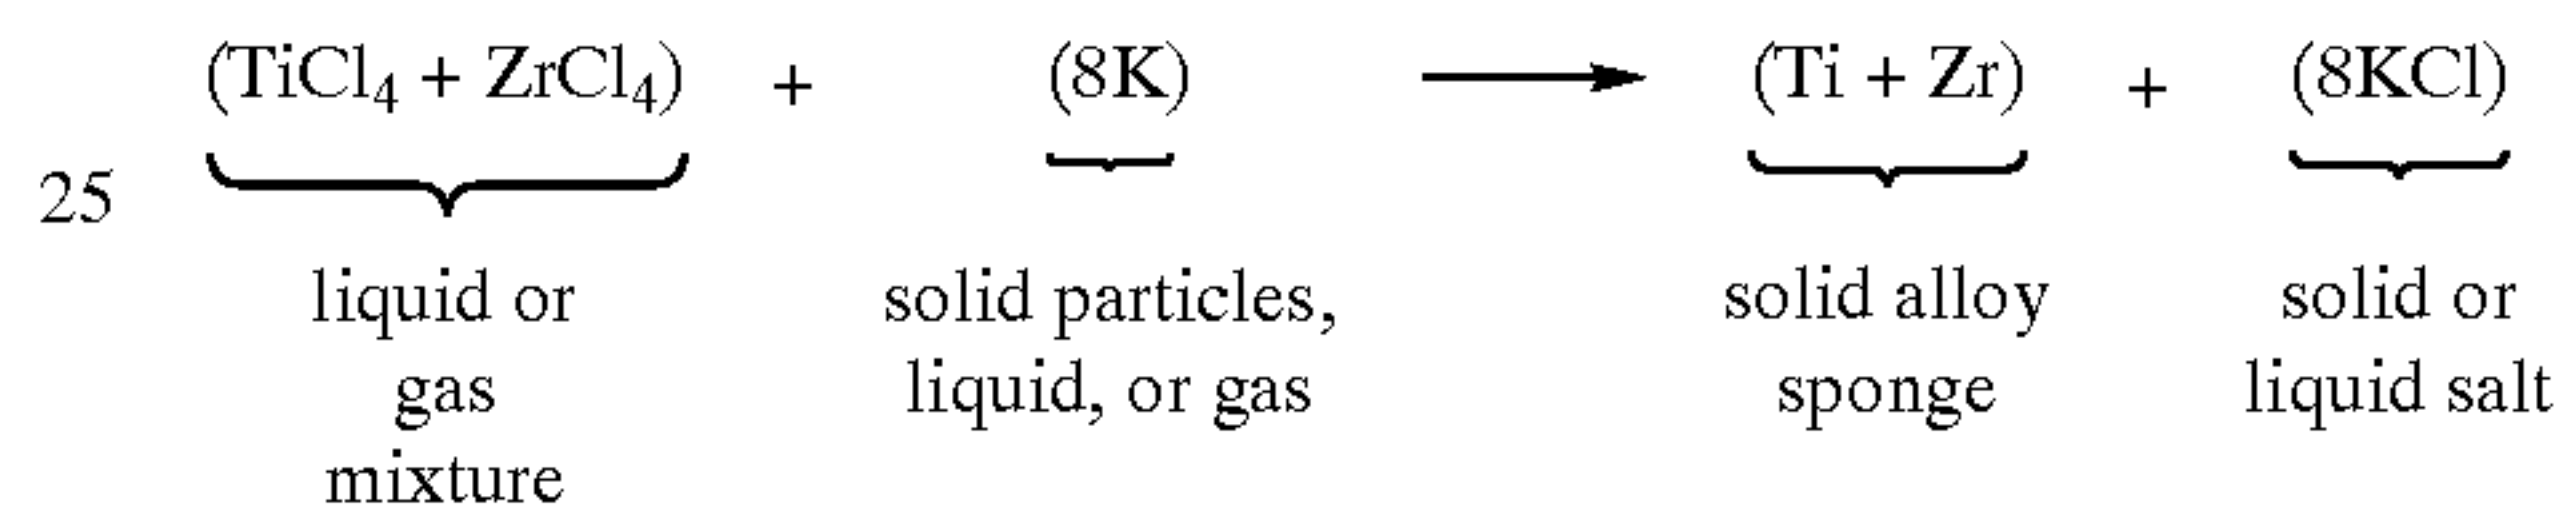 (TiCl₄ + ZrCl₄) + (8K) ⟶ (Ti + Zr) + (8KCl)
25
liquid or solid particles, solid alloy solid or
gas liquid, or gas sponge liquid salt
mixture